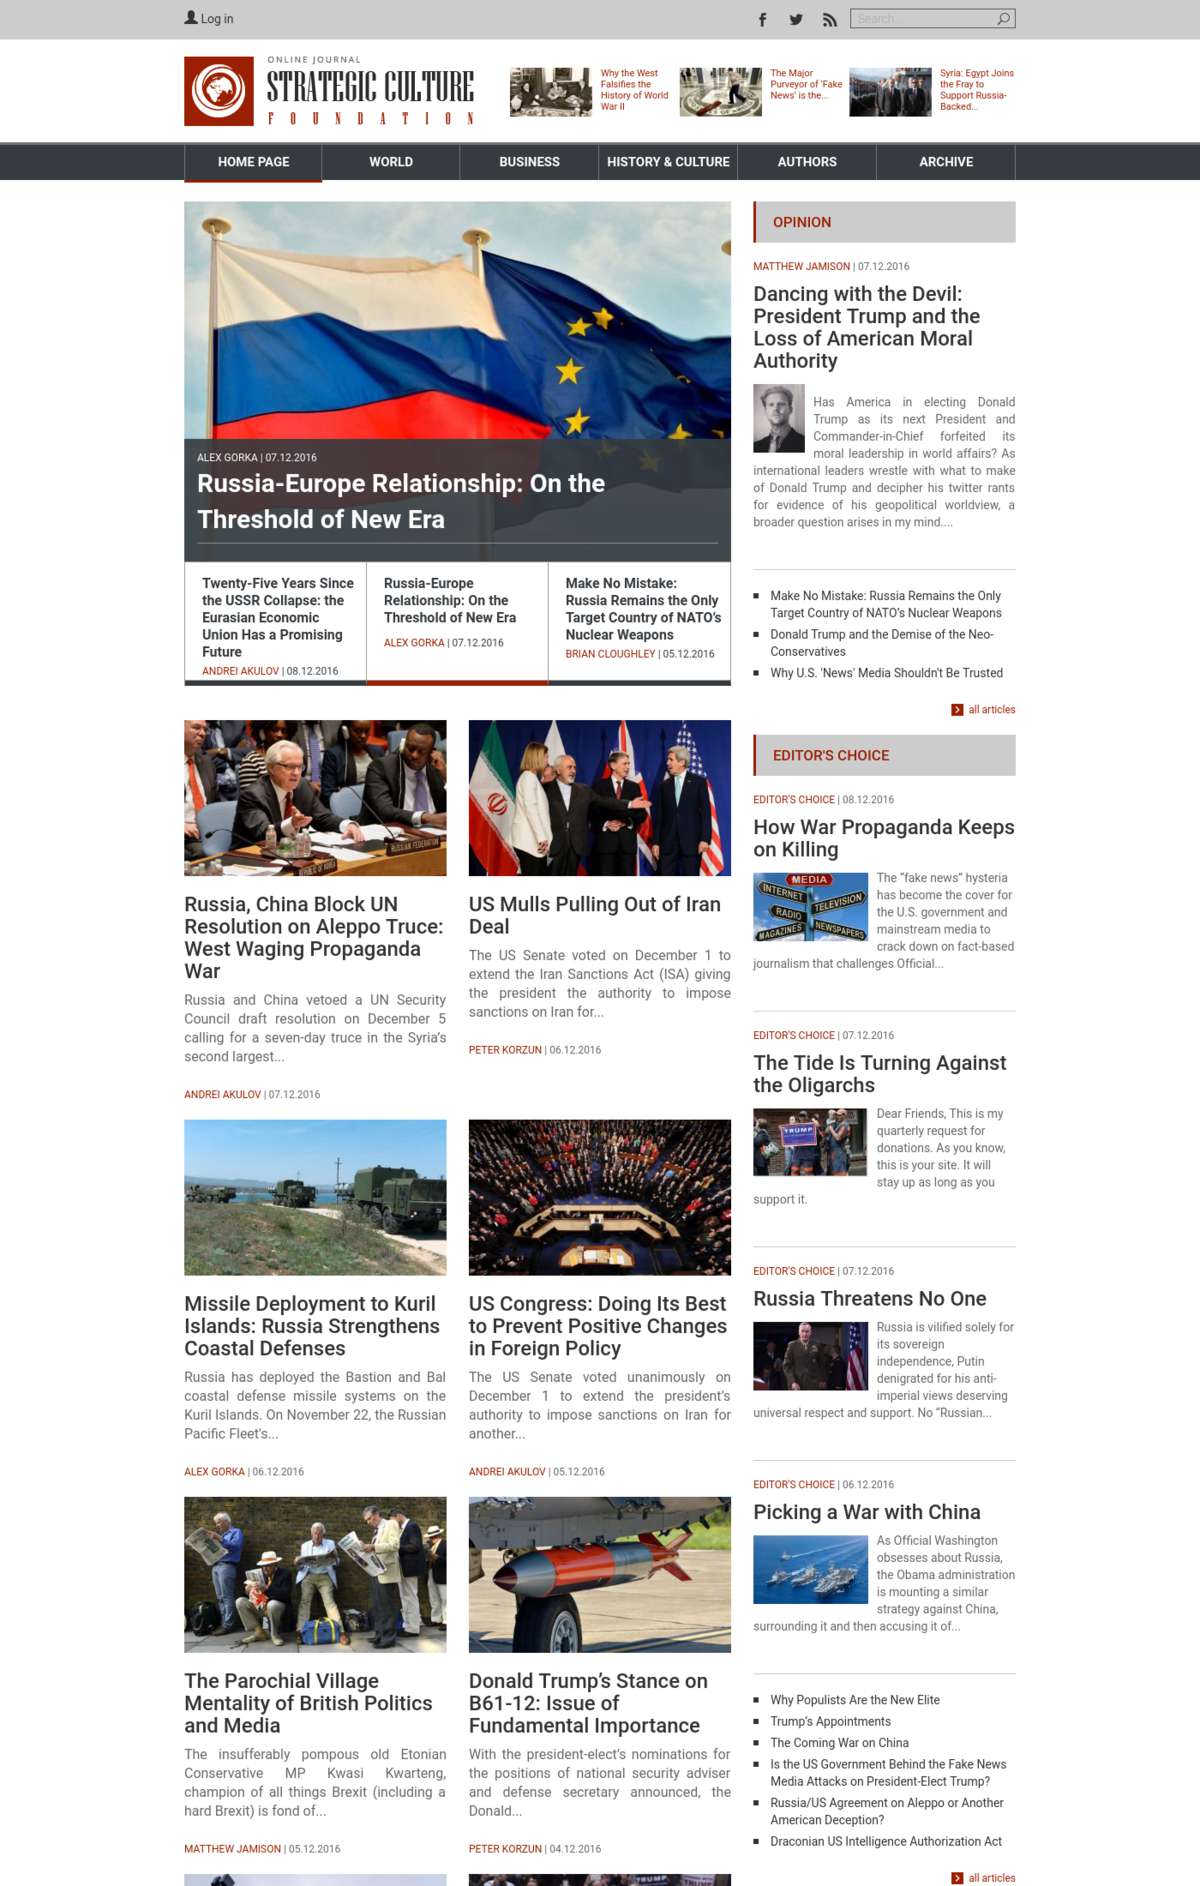 Log in
Search...
ONLINE JOURNAL
STRATEGIC CULTURE
FOUNDATION
Why the West
Falsifies the
History of World
War II
The Major
Purveyor of 'Fake
News' is the...
Syria: Egypt Joins
the Fray to
Support Russia-
Backed...
HOME PAGE
WORLD
BUSINESS
HISTORY & CULTURE
AUTHORS
ARCHIVE
ALEX GORKA | 07.12.2016
Russia-Europe Relationship: On the
Threshold of New Era
Twenty-Five Years Since
the USSR Collapse: the
Eurasian Economic
Union Has a Promising
Future
ANDREI AKULOV | 08.12.2016
Russia-Europe
Relationship: On the
Threshold of New Era
ALEX GORKA | 07.12.2016
Make No Mistake:
Russia Remains the Only
Target Country of NATO's
Nuclear Weapons
BRIAN CLOUGHLEY | 05.12.2016
RUSSIAN FEDERATION
Russia, China Block UN
Resolution on Aleppo Truce:
West Waging Propaganda
War
Russia and China vetoed a UN Security
Council draft resolution on December 5
calling for a seven-day truce in the Syria's
second largest...
ANDREI AKULOV | 07.12.2016
US Mulls Pulling Out of Iran
Deal
The US Senate voted on December 1 to
extend the Iran Sanctions Act (ISA) giving
the president the authority to impose
sanctions on Iran for...
PETER KORZUN | 06.12.2016
Missile Deployment to Kuril
Islands: Russia Strengthens
Coastal Defenses
Russia has deployed the Bastion and Bal
coastal defense missile systems on the
Kuril Islands. On November 22, the Russian
Pacific Fleet's...
ALEX GORKA | 06.12.2016
US Congress: Doing Its Best
to Prevent Positive Changes
in Foreign Policy
The US Senate voted unanimously on
December 1 to extend the president's
authority to impose sanctions on Iran for
another...
ANDREI AKULOV | 05.12.2016
The Parochial Village
Mentality of British Politics
and Media
The insufferably pompous old Etonian
Conservative MP Kwasi Kwarteng,
champion of all things Brexit (including a
hard Brexit) is fond of...
MATTHEW JAMISON | 05.12.2016
Donald Trump's Stance on
B61-12: Issue of
Fundamental Importance
With the president-elect's nominations for
the positions of national security adviser
and defense secretary announced, the
Donald...
PETER KORZUN | 04.12.2016
OPINION
MATTHEW JAMISON | 07.12.2016
Dancing with the Devil:
President Trump and the
Loss of American Moral
Authority
Has America in electing Donald
Trump as its next President and
Commander-in-Chief forfeited its
moral leadership in world affairs? As
international leaders wrestle with what to make
of Donald Trump and decipher his twitter rants
for evidence of his geopolitical worldview, a
broader question arises in my mind....
Make No Mistake: Russia Remains the Only
Target Country of NATO's Nuclear Weapons
Donald Trump and the Demise of the Neo-
Conservatives
Why U.S. 'News' Media Shouldn't Be Trusted
all articles
EDITOR'S CHOICE
EDITOR'S CHOICE | 08.12.2016
How War Propaganda Keeps
on Killing
MEDIA
INTERNET
TELEVISION
RADIO
MAGAZINES
NEWSPAPERS
The "fake news" hysteria
has become the cover for
the U.S. government and
mainstream media to
crack down on fact-based
journalism that challenges Official...
EDITOR'S CHOICE | 07.12.2016
The Tide Is Turning Against
the Oligarchs
TRUMP
Dear Friends, This is my
quarterly request for
donations. As you know,
this is your site. It will
stay up as long as you
support it.
EDITOR'S CHOICE | 07.12.2016
Russia Threatens No One
Russia is vilified solely for
its sovereign
independence, Putin
denigrated for his anti-
imperial views deserving
universal respect and support. No "Russian...
EDITOR'S CHOICE | 06.12.2016
Picking a War with China
As Official Washington
obsesses about Russia,
the Obama administration
is mounting a similar
strategy against China,
surrounding it and then accusing it of...
Why Populists Are the New Elite
Trump's Appointments
The Coming War on China
Is the US Government Behind the Fake News
Media Attacks on President-Elect Trump?
Russia/US Agreement on Aleppo or Another
American Deception?
Draconian US Intelligence Authorization Act
all articles